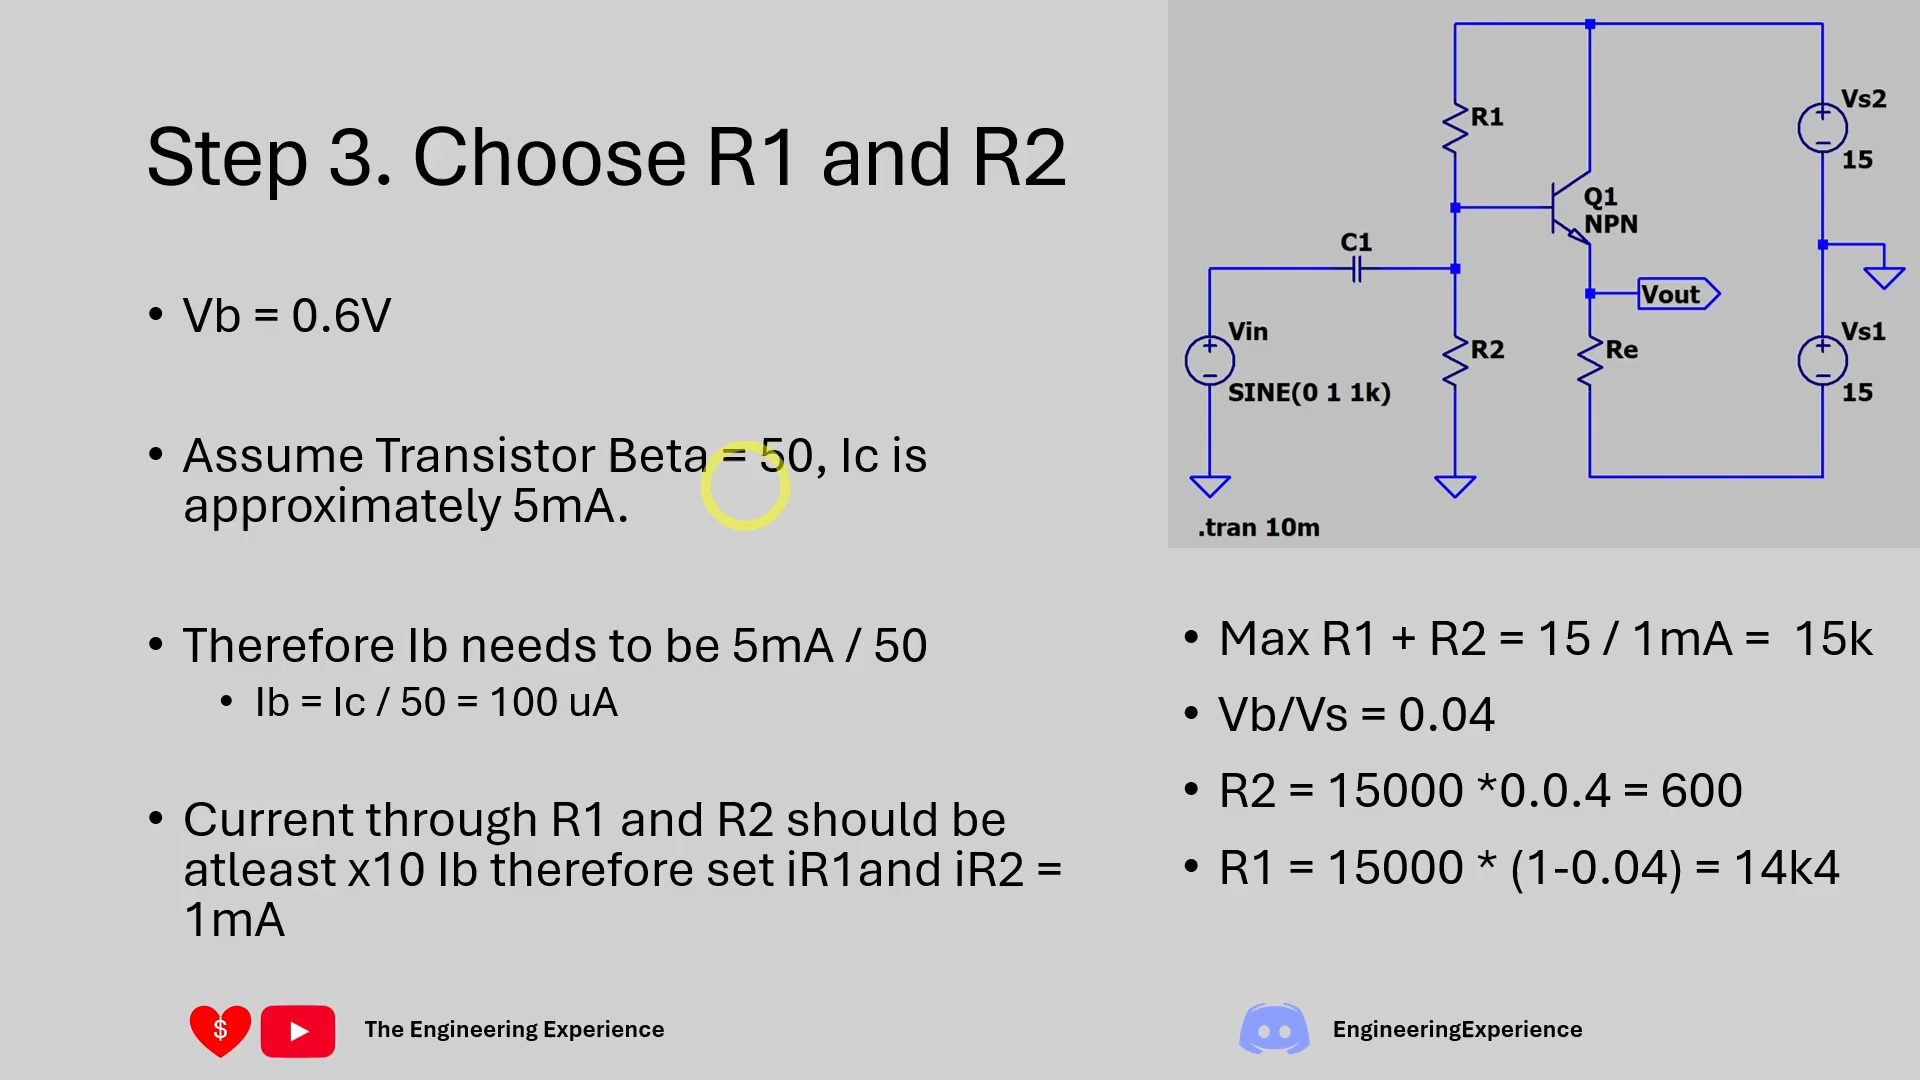 Step 3. Choose R1 and R2
• Vb = 0.6V
• Assume Transistor Beta = 50, Ic is
approximately 5mA.
• Therefore Ib needs to be 5mA / 50
• Ib = Ic / 50 = 100 uA
• Current through R1 and R2 should be
atleast x10 Ib therefore set iR1and iR2 =
1mA
R1
Vs2
15
Q1
NPN
C1
Vout
Vin
SINE(0 1 1k)
R2
Re
Vs1
15
.tran 10m
• Max R1 + R2 = 15 / 1mA = 15k
• Vb/Vs = 0.04
• R2 = 15000 *0.0.4 = 600
• R1 = 15000 * (1-0.04) = 14k4
$
The Engineering Experience
EngineeringExperience